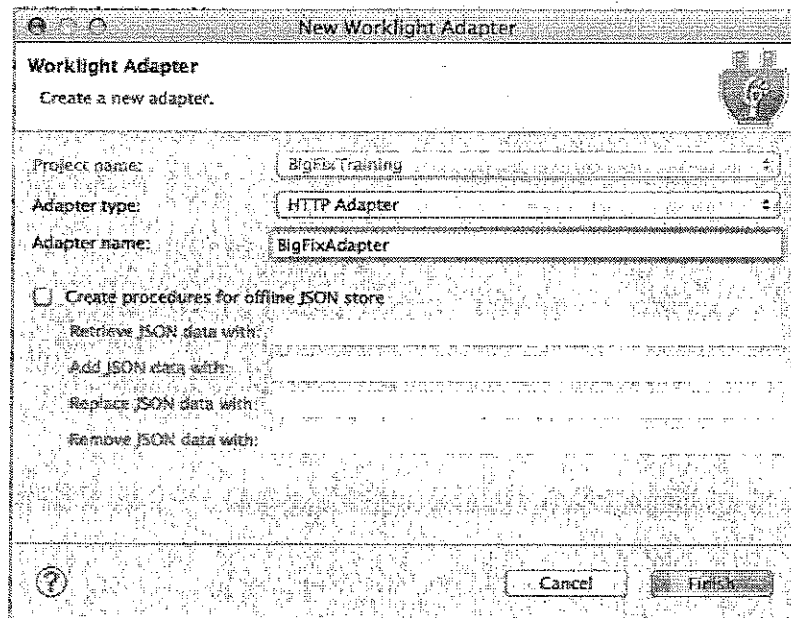 New Worklight Adapter
Worklight Adapter
Create a new adapter.
Project name: BigFixTraining
Adapter type: HTTP Adapter
Adapter name: BigFixAdapter
Create procedures for offline JSON store
Retrieve JSON data with:
Add JSON data with:
Replace JSON data with:
Remove JSON data with:
? Cancel Finish